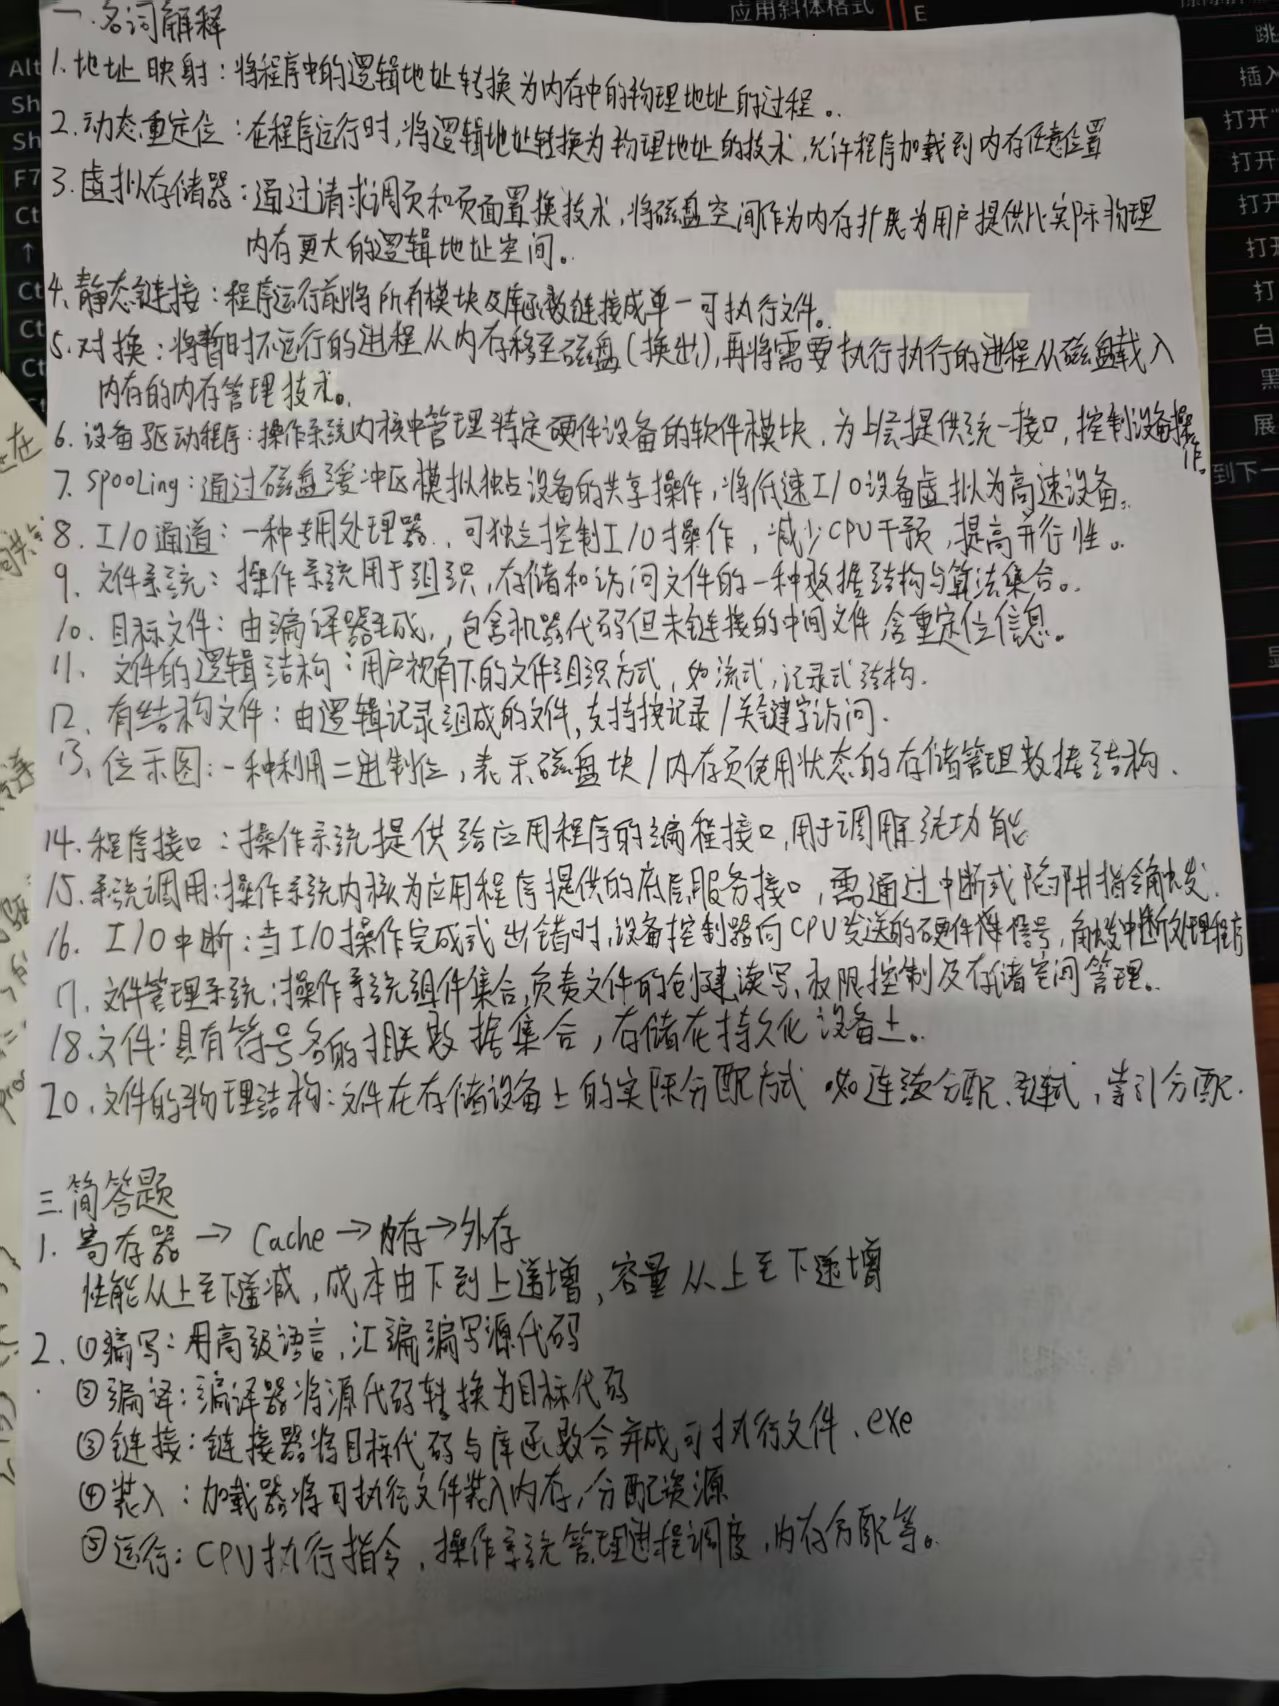 应用斜体格式
E
跳
插入
打开
打开
打开
打
打
白
黑
展
到下一
Alt
Sh
Sh
F7
Ct
↑
Ct
Ct
Ct
一.名词解释
1.地址映射：将程序中的逻辑地址转换为内存中的物理地址的过程。
2.动态重定位：在程序运行时,将逻辑地址转换为物理地址的技术,允许程序加载到内存任意位置
3.虚拟存储器：通过请求调页和页面置换技术,将磁盘空间作为内存扩展为用户提供比实际物理
内存更大的逻辑地址空间。
4.静态链接：程序运行前将所有模块及库函数链接成单一可执行文件。
5.对换：将暂时不运行的进程从内存移至磁盘(换出),再将需要执行执行的进程从磁盘载入
内存的内存管理技术。
6.设备驱动程序：操作系统内核中管理特定硬件设备的软件模块,为上层提供统一接口,控制设备操
作。
7.SpooLing：通过磁盘缓冲区模拟独占设备的共享操作,将低速I/O设备虚拟为高速设备。
8.I/O通道：一种专用处理器,可独立控制I/O操作,减少CPU干预,提高并行性。
9.文件系统：操作系统用于组织,存储和访问文件的一种数据结构与算法集合。
10.目标文件：由编译器生成,包含机器代码但未链接的中间文件 含重定位信息。
11.文件的逻辑结构：用户视角下的文件组织方式,如流式,记录式结构.
12.有结构文件：由逻辑记录组成的文件,支持按记录/关键字访问.
13.位示图：一种利用二进制位,表示磁盘块/内存页使用状态的存储管理数据结构.
14.程序接口：操作系统提供给应用程序的编程接口,用于调用系统功能
15.系统调用：操作系统内核为应用程序提供的底层服务接口,需通过中断或陷阱指令触发.
16.I/O中断：当I/O操作完成或出错时,设备控制器向CPU发送的硬件信号,触发中断处理程序
17.文件管理系统：操作系统组件集合,负责文件的创建、读写、权限控制及存储空间管理。
18.文件：具有符号名的相关数据集合,存储在持久化设备上。
20.文件的物理结构：文件在存储设备上的实际分配方式 如连续分配、链式,索引分配.
三.简答题
1.寄存器→Cache→内存→外存
性能从上至下递减,成本由下到上递增,容量从上至下递增
2.①编写：用高级语言,汇编编写源代码
②编译：编译器将源代码转换为目标代码
③链接：链接器将目标代码与库函数合并成可执行文件.exe
④装入：加载器将可执行文件装入内存,分配资源
⑤运行：CPU执行指令,操作系统管理进程调度,内存分配等。